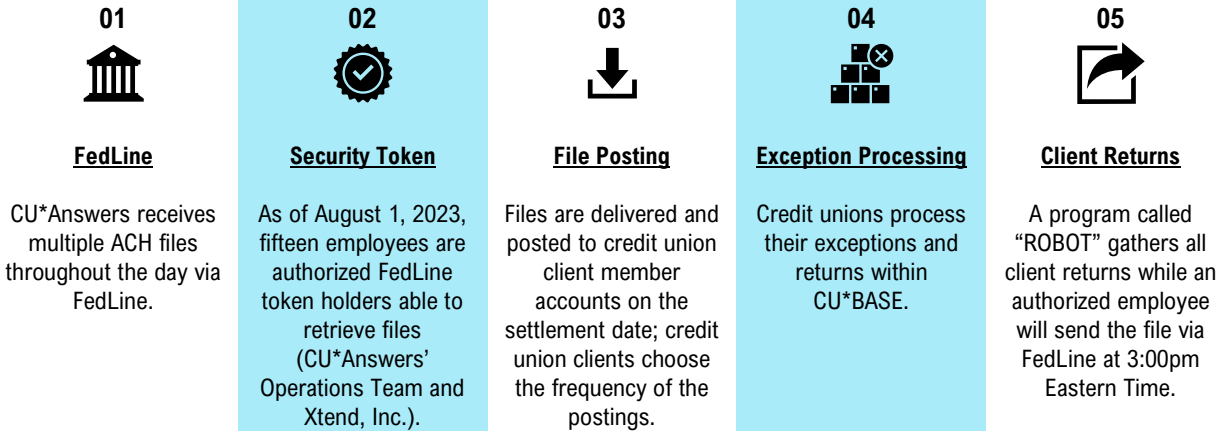 01
FedLine
CU*Answers receives
multiple ACH files
throughout the day via
FedLine.
02
Security Token
As of August 1, 2023,
fifteen employees are
authorized FedLine
token holders able to
retrieve files
(CU*Answers’
Operations Team and
Xtend, Inc.).
03
File Posting
Files are delivered and
posted to credit union
client member
accounts on the
settlement date; credit
union clients choose
the frequency of the
postings.
04
Exception Processing
Credit unions process
their exceptions and
returns within
CU*BASE.
05
Client Returns
A program called
“ROBOT” gathers all
client returns while an
authorized employee
will send the file via
FedLine at 3:00pm
Eastern Time.